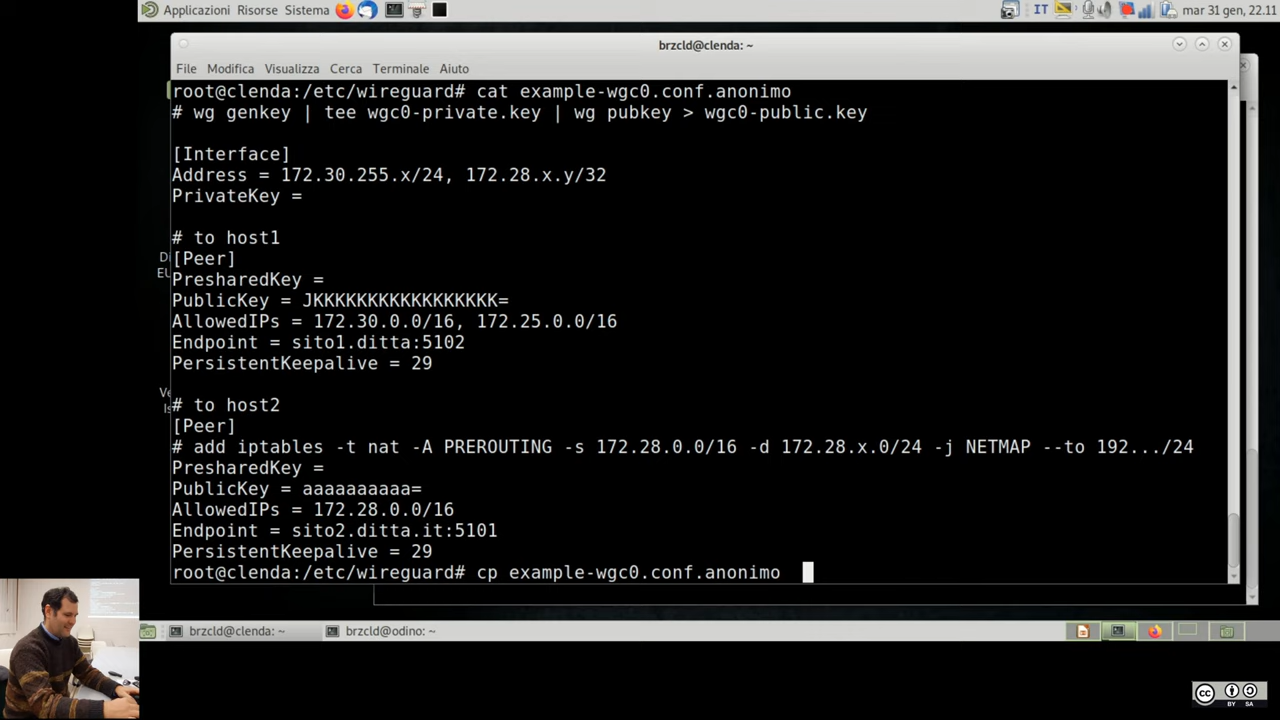 Applicazioni Risorse Sistema
IT
mar 31 gen, 22.11
brzcld@clenda: ~
File Modifica Visualizza Cerca Terminale Aiuto
root@clenda:/etc/wireguard# cat example-wgc0.conf.anonimo
# wg genkey | tee wgc0-private.key | wg pubkey > wgc0-public.key
[Interface]
Address = 172.30.255.x/24, 172.28.x.y/32
PrivateKey =
# to host1
[Peer]
PresharedKey =
PublicKey = JKKKKKKKKKKKKKKKKK=
AllowedIPs = 172.30.0.0/16, 172.25.0.0/16
Endpoint = sito1.ditta:5102
PersistentKeepalive = 29
# to host2
[Peer]
# add iptables -t nat -A PREROUTING -s 172.28.0.0/16 -d 172.28.x.0/24 -j NETMAP --to 192.../24
PresharedKey =
PublicKey = aaaaaaaaaa=
AllowedIPs = 172.28.0.0/16
Endpoint = sito2.ditta.it:5101
PersistentKeepalive = 29
root@clenda:/etc/wireguard# cp example-wgc0.conf.anonimo
brzcld@clenda: ~
brzcld@odino: ~
cc
BY SA